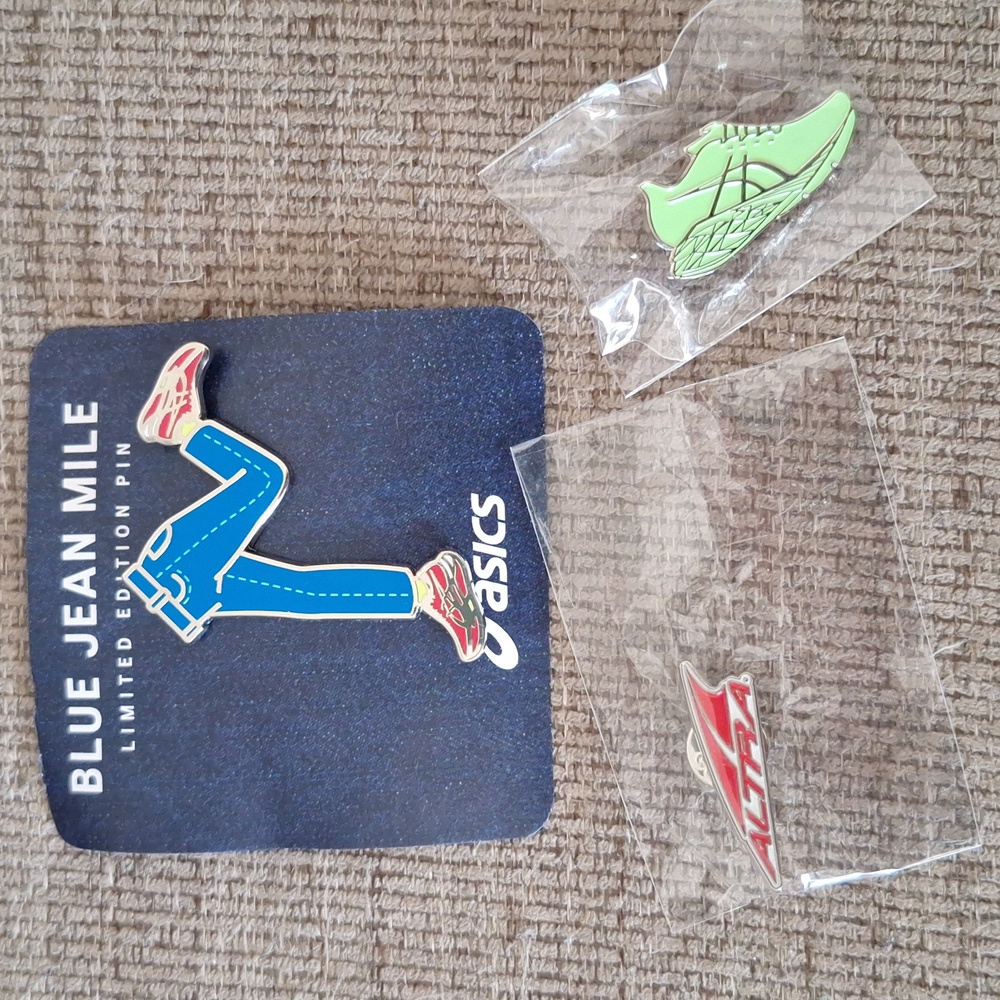 BLUE JEAN MILE
LIMITED EDITION PIN
asics
ALTRA